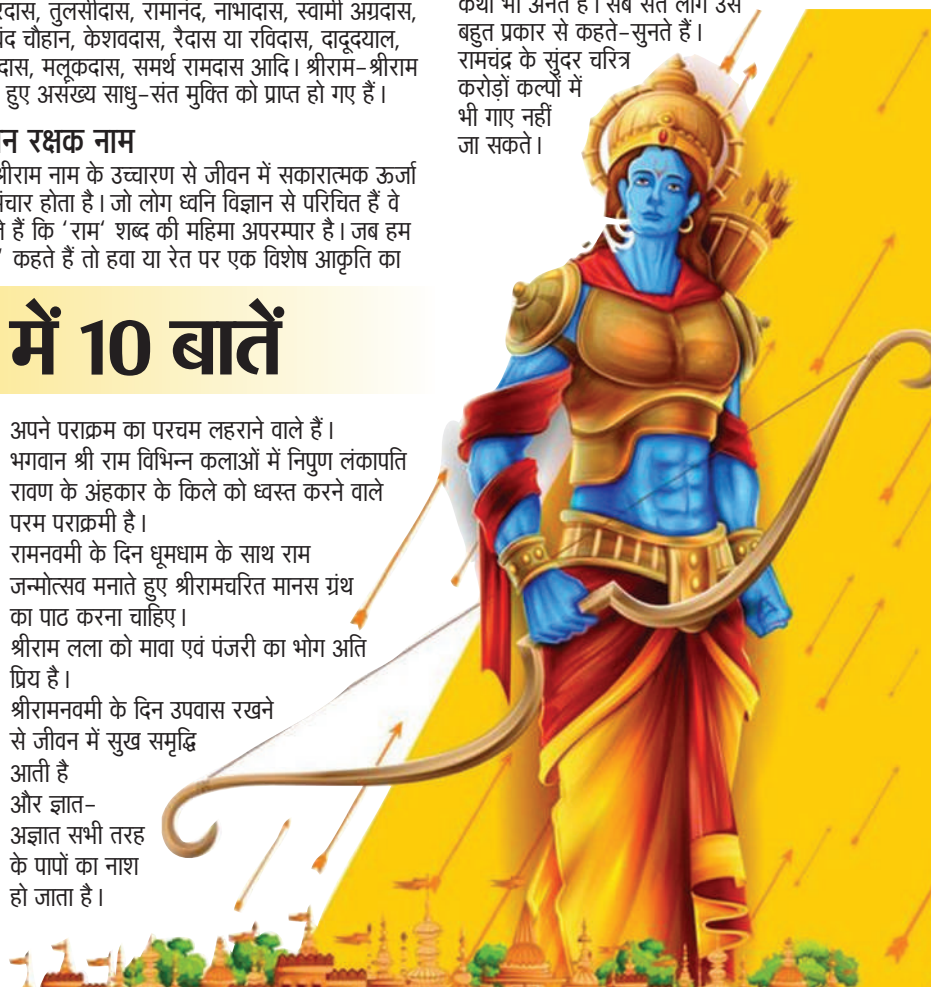 तुलसीदास, रामानंद, नाभादास, स्वामी अग्रदास,
चौहान, केशवदास, रैदास या रविदास, दादूदयाल,
मलूकदास, समर्थ रामदास आदि। श्रीराम-श्रीराम
हुए असंख्य साधु-संत मुक्ति को प्राप्त हो गए हैं।
रक्षक नाम
श्रीराम नाम के उच्चारण से जीवन में सकारात्मक ऊर्जा
होता है। जो लोग ध्वनि विज्ञान से परिचित हैं वे
हैं कि ‘राम‘ शब्द की महिमा अपरम्पार है। जब हम
कहते हैं तो हवा या रेत पर एक विशेष आकृति का
कथा भी अनंत है। सब संत लोग उसे
बहुत प्रकार से कहते-सुनते हैं।
रामचंद्र के सुंदर चरित्र
करोड़ों कल्पों में
भी गाए नहीं
जा सकते।
में 10 बातें
अपने पराक्रम का परचम लहराने वाले हैं।
भगवान श्री राम विभिन्न कलाओं में निपुण लंकापति
रावण के अंहकार के किले को ध्वस्त करने वाले
परम पराक्रमी है।
रामनवमी के दिन धूमधाम के साथ राम
जन्मोत्सव मनाते हुए श्रीरामचरित मानस ग्रंथ
का पाठ करना चाहिए।
श्रीराम लला को मावा एवं पंजरी का भोग अति
प्रिय है।
श्रीरामनवमी के दिन उपवास रखने
से जीवन में सुख समृद्धि
आती है
और ज्ञात-
अज्ञात सभी तरह
के पापों का नाश
हो जाता है।